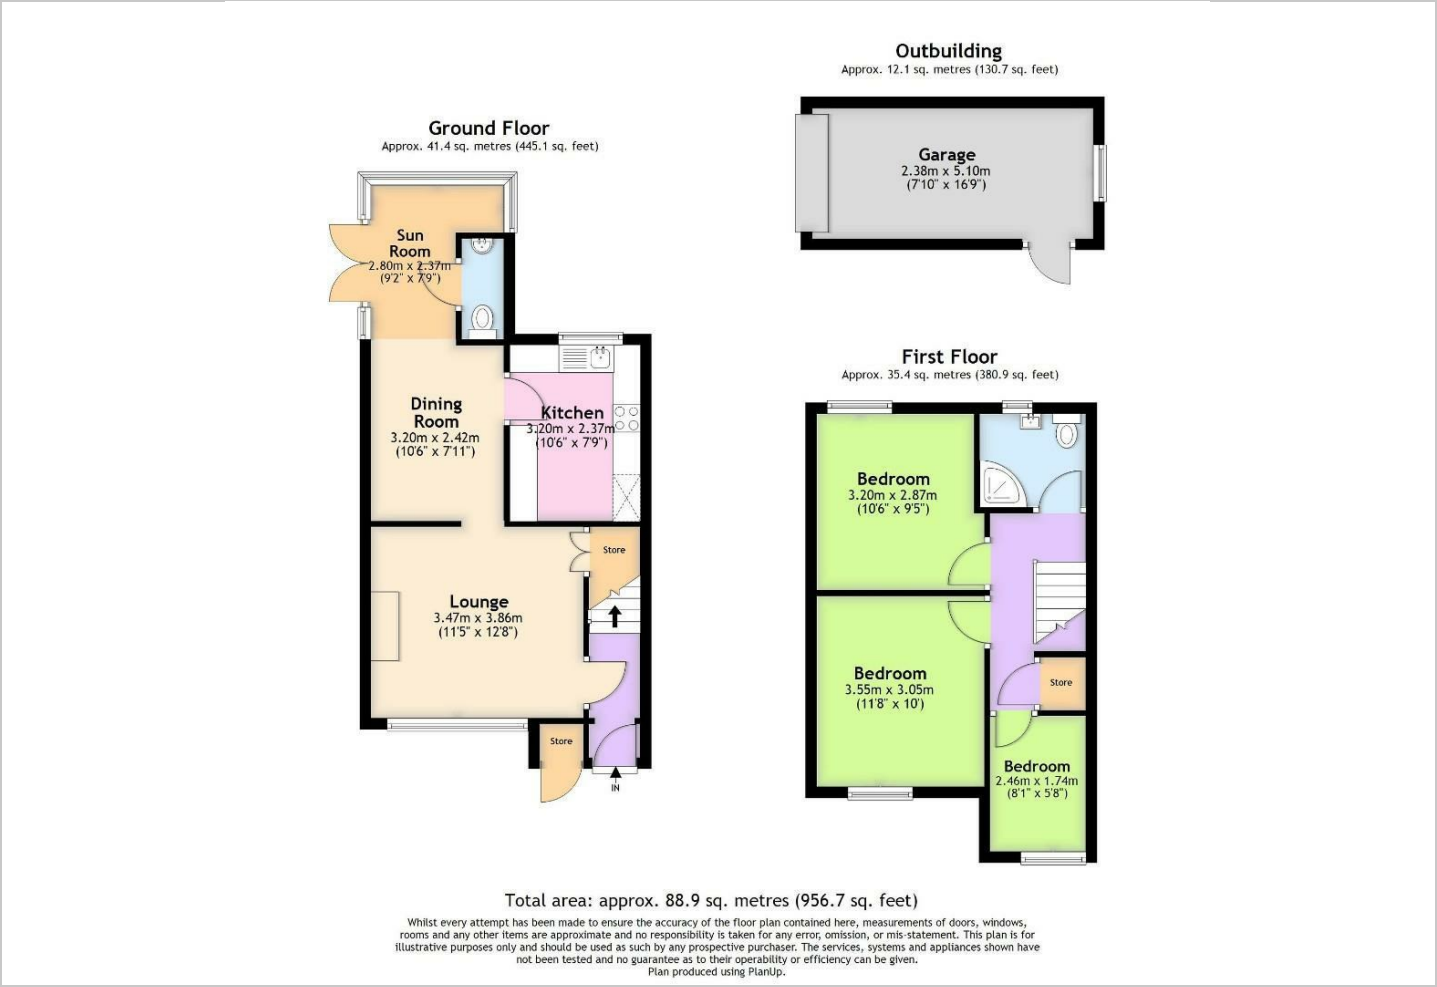 Outbuilding
Approx. 12.1 sq. metres (130.7 sq. feet)
Garage
2.38m x 5.10m
(7'10" x 16'9")
Ground Floor
Approx. 41.4 sq. metres (445.1 sq. feet)
Sun
Room
2.80m x 2.37m
(9'2" x 7'9")
Dining
Room
3.20m x 2.42m
(10'6" x 7'11")
Kitchen
3.20m x 2.37m
(10'6" x 7'9")
Store
Lounge
3.47m x 3.86m
(11'5" x 12'8")
Store
IN
First Floor
Approx. 35.4 sq. metres (380.9 sq. feet)
Bedroom
3.20m x 2.87m
(10'6" x 9'5")
Bedroom
3.55m x 3.05m
(11'8" x 10')
Store
Bedroom
2.46m x 1.74m
(8'1" x 5'8")
Total area: approx. 88.9 sq. metres (956.7 sq. feet)
Whilst every attempt has been made to ensure the accuracy of the floor plan contained here, measurements of doors, windows,
rooms and any other items are approximate and no responsibility is taken for any error, omission, or mis-statement. This plan is for
illustrative purposes only and should be used as such by any prospective purchaser. The services, systems and appliances shown have
not been tested and no guarantee as to their operability or efficiency can be given.
Plan produced using PlanUp.